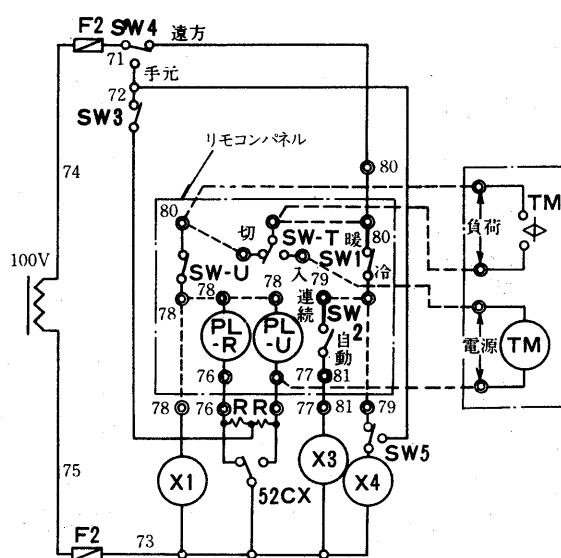 F2
SW4
遠方
71
手元
72
SW3
リモコンパネル
74
80
80
切
SW-T
暖
80
TM
負荷
100V
SW-U
入
79
SW1
冷
78
78
78
連続
SW2
PL-R
PL-U
自動
電源
TM
76
77
81
78
76
R
R
77
81
79
X1
52CX
X3
X4
SW5
75
F2
73